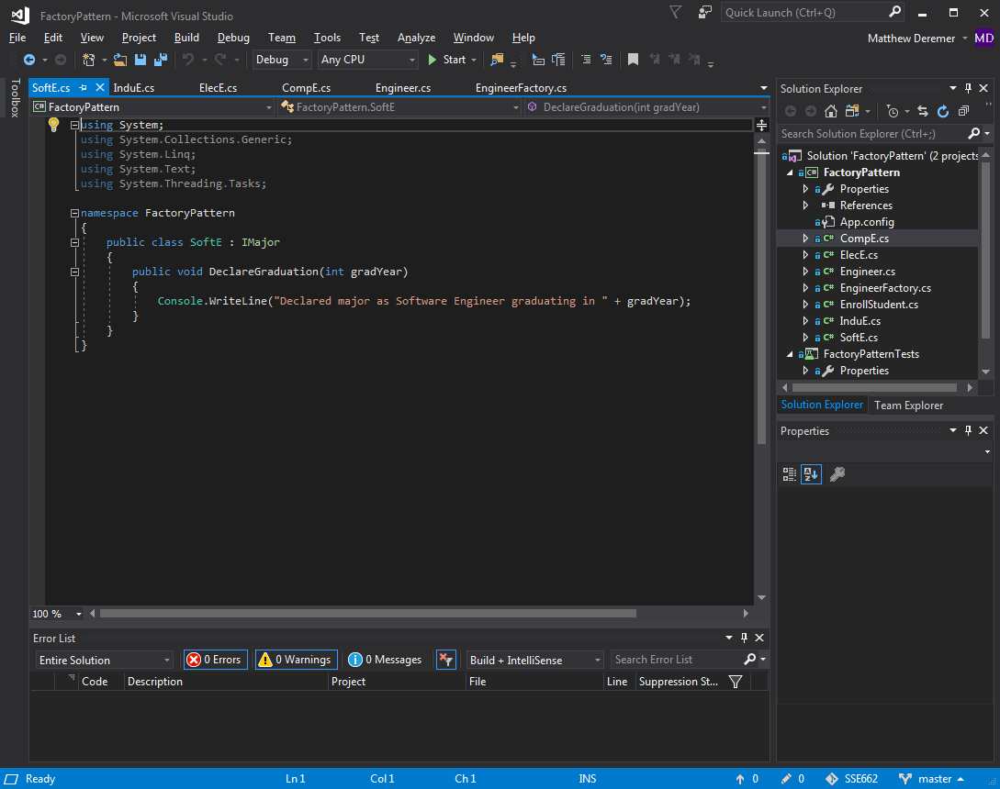 FactoryPattern - Microsoft Visual Studio
Quick Launch (Ctrl+Q)
File Edit View Project Build Debug Team Tools Test Analyze Window Help
Matthew Deremer MD
Debug Any CPU Start
Toolbox
SoftE.cs InduE.cs ElecE.cs CompE.cs Engineer.cs EngineerFactory.cs
C# FactoryPattern FactoryPattern.SoftE DeclareGraduation(int gradYear)
using System;
using System.Collections.Generic;
using System.Linq;
using System.Text;
using System.Threading.Tasks;
namespace FactoryPattern
{
public class SoftE : IMajor
{
public void DeclareGraduation(int gradYear)
{
Console.WriteLine("Declared major as Software Engineer graduating in " + gradYear);
}
}
}
100 %
Solution Explorer
Search Solution Explorer (Ctrl+;)
Solution 'FactoryPattern' (2 projects
C# FactoryPattern
Properties
References
App.config
C# CompE.cs
C# ElecE.cs
C# Engineer.cs
C# EngineerFactory.cs
C# EnrollStudent.cs
C# InduE.cs
C# SoftE.cs
FactoryPatternTests
Properties
Solution Explorer Team Explorer
Properties
Error List
Entire Solution 0 Errors 0 Warnings 0 Messages Build + IntelliSense Search Error List
Code Description Project File Line Suppression St...
Ready Ln 1 Col 1 Ch 1 INS 0 0 SSE662 master